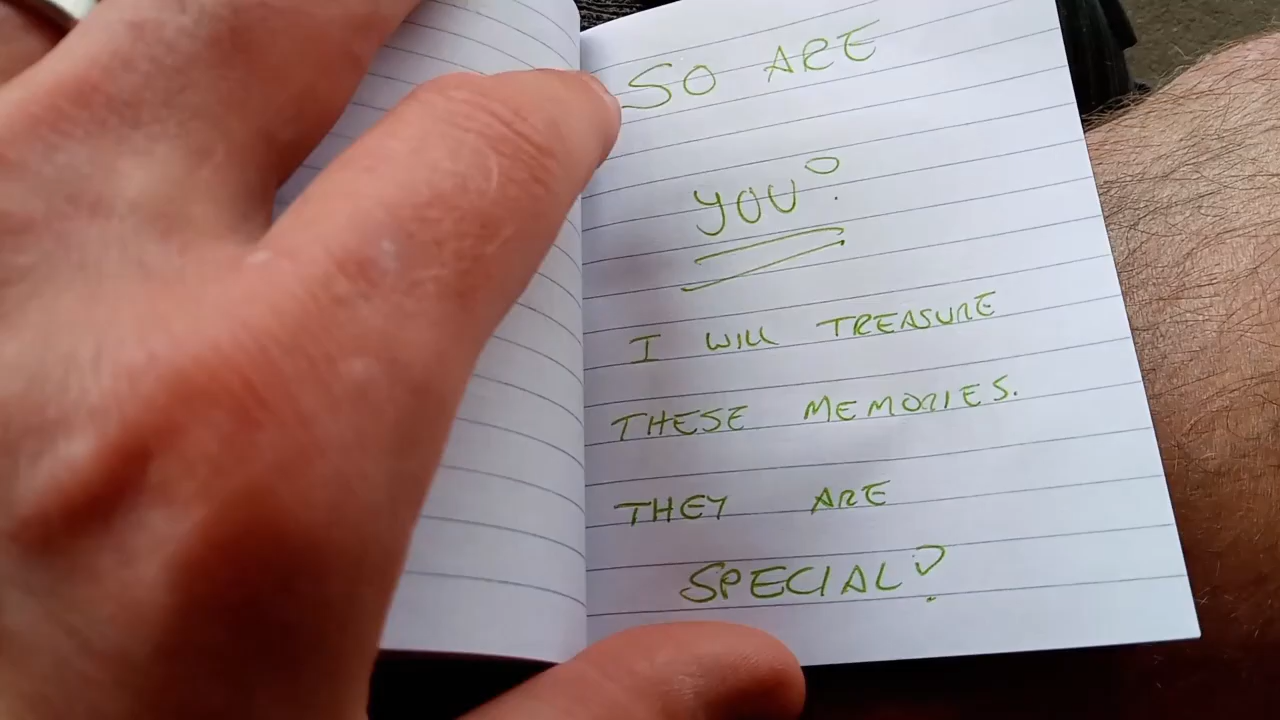 SO ARE
YOU!
I WILL TREASURE
THESE MEMORIES.
THEY ARE
SPECIAL!